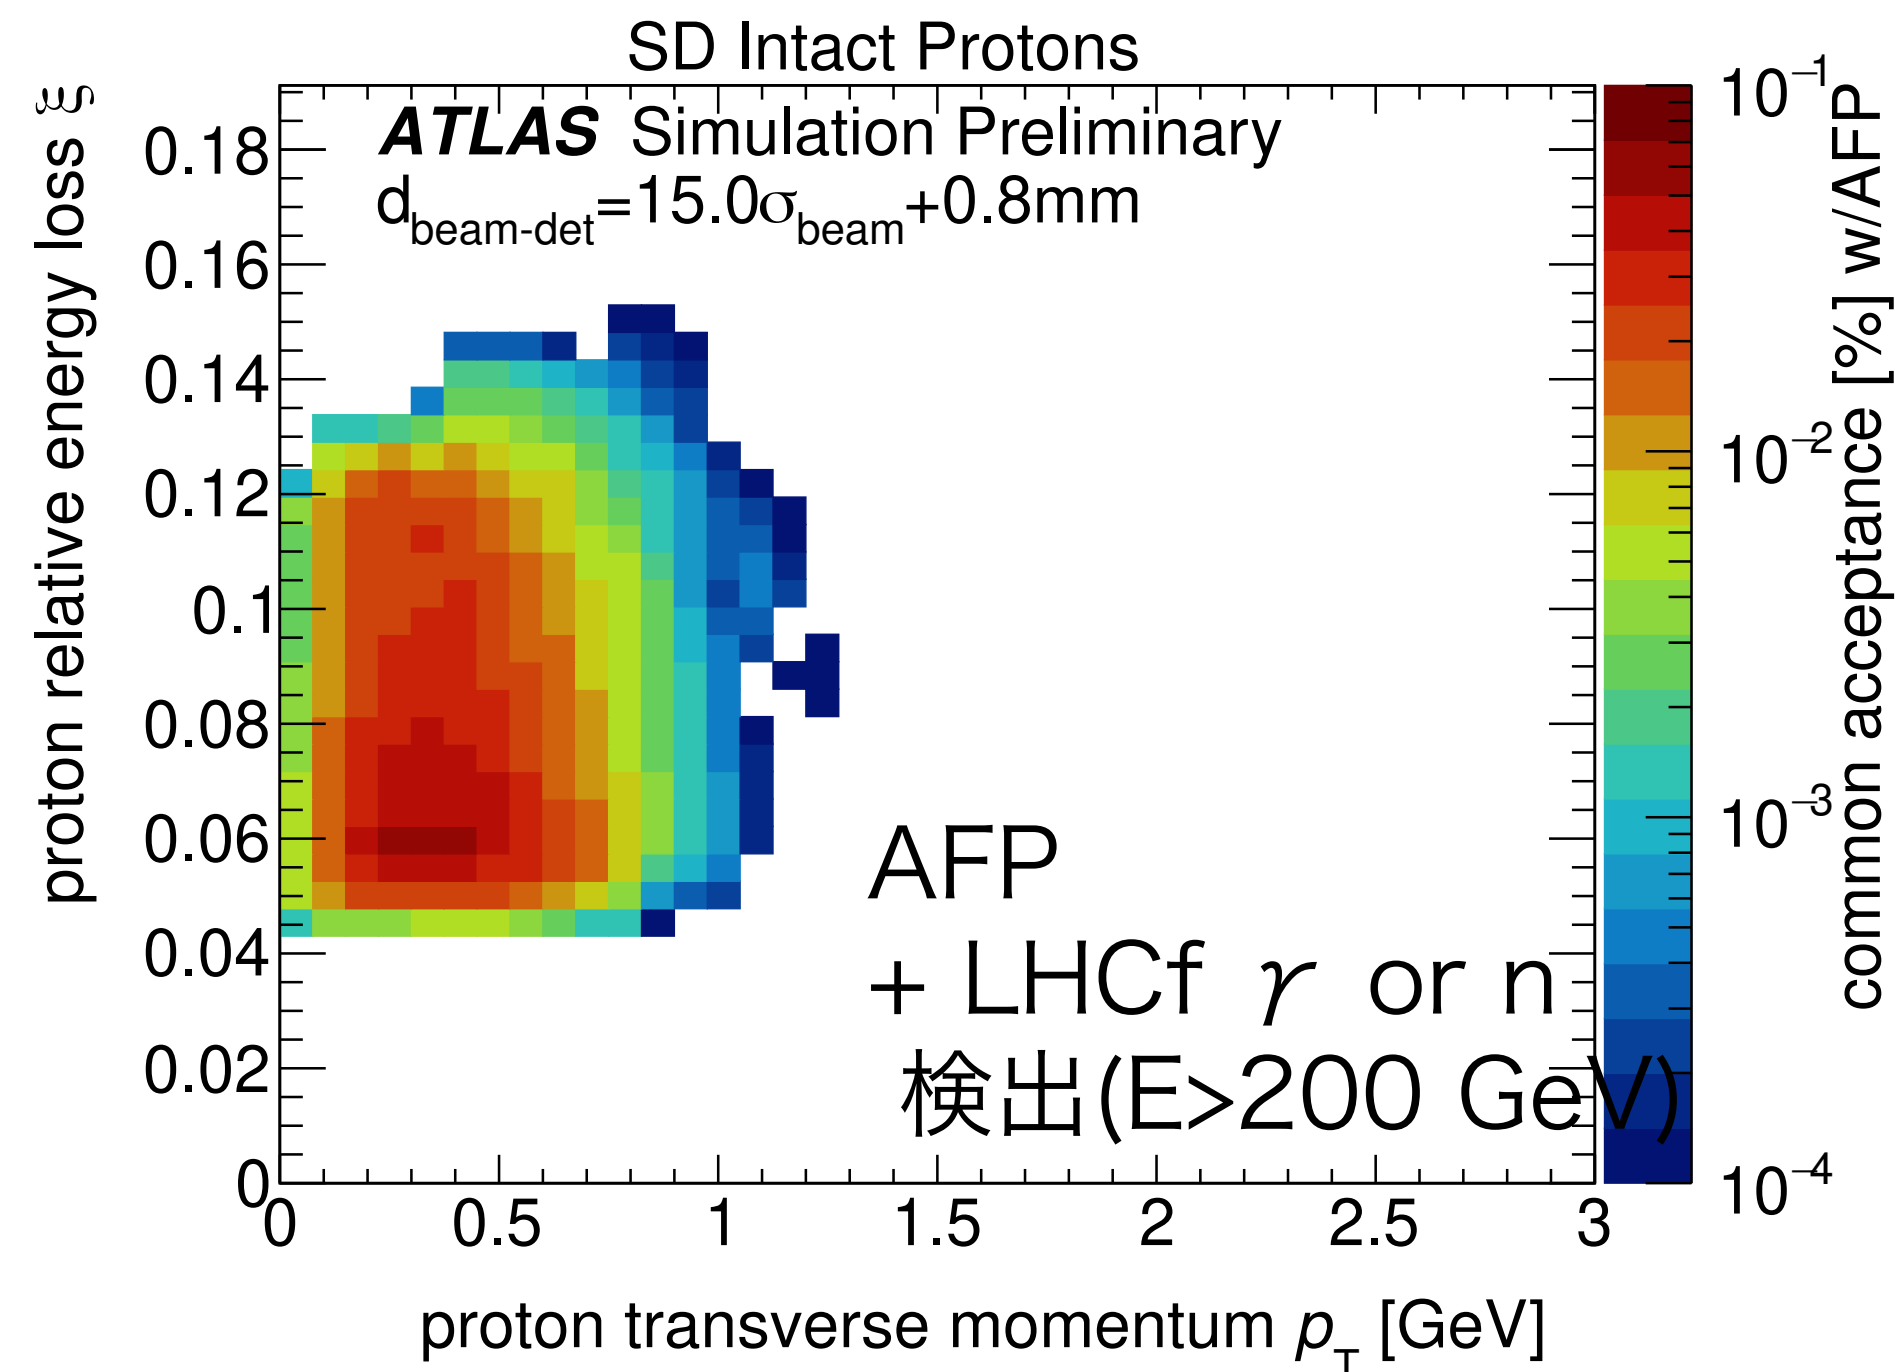 SD Intact Protons
ATLAS Simulation Preliminary
d_beam-det=15.0σ_beam+0.8mm
proton relative energy loss ξ
0.18
0.16
0.14
0.12
0.1
0.08
0.06
0.04
0.02
0
0 0.5 1 1.5 2 2.5 3
proton transverse momentum p_T [GeV]
AFP
+ LHCf γ or n
検出(E>200 GeV)
10⁻¹
10⁻²
10⁻³
10⁻⁴
common acceptance [%] w/AFP